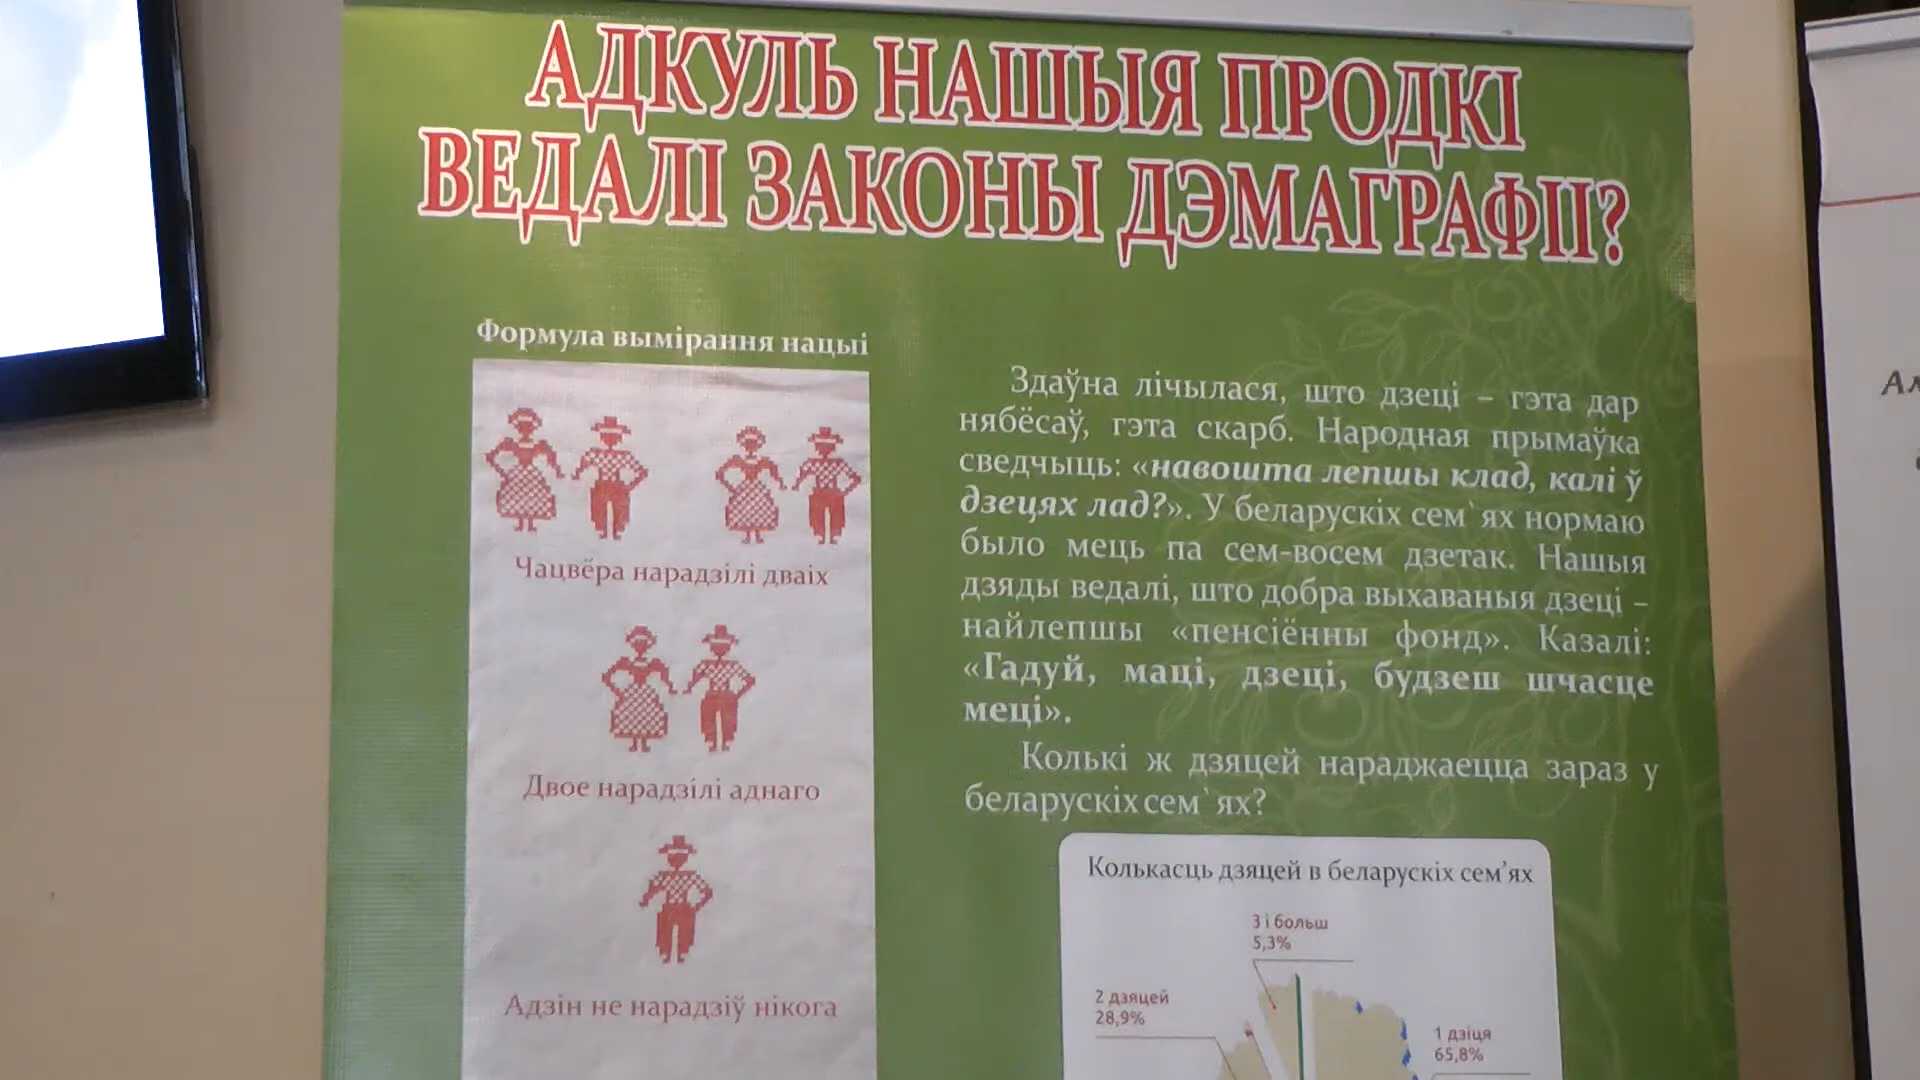 АДКУЛЬ НАШЫЯ ПРОДКІ
ВЕДАЛІ ЗАКОНЫ ДЭМАГРАФІІ?
Формула вымірання нацыі
Чацвёра нарадзілі дваіх
Двое нарадзілі аднаго
Адзін не нарадзіў нікога
Здаўна лічылася, што дзеці – гэта дар
нябёсаў, гэта скарб. Народная прымаўка
сведчыць: «навошта лепшы клад, калі ў
дзецях лад?». У беларускіх сем`ях нормаю
было мець па сем-восем дзетак. Нашыя
дзяды ведалі, што добра выхаваныя дзеці –
найлепшы «пенсіённы фонд». Казалі:
«Гадуй, маці, дзеці, будзеш шчасце
меці».
Колькі ж дзяцей нараджаецца зараз у
беларускіх сем`ях?
Колькасць дзяцей в беларускіх сем’ях
3 і больш
5,3%
2 дзяцей
28,9%
1 дзіця
65,8%